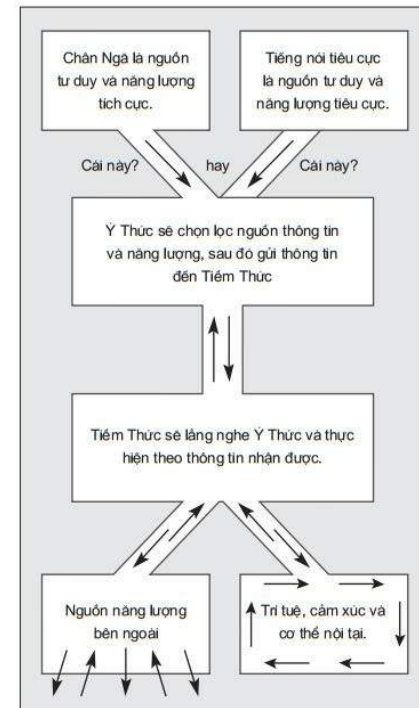 Chân Ngã là nguồn
tư duy và năng lượng
tích cực.
Tiếng nói tiêu cực
là nguồn tư duy và
năng lượng tiêu cực.
Cái này?
hay
Cái này?
Ý Thức sẽ chọn lọc nguồn thông tin
và năng lượng, sau đó gửi thông tin
đến Tiềm Thức
Tiềm Thức sẽ lắng nghe Ý Thức và thực
hiện theo thông tin nhận được.
Nguồn năng lượng
bên ngoài
Trí tuệ, cảm xúc và
cơ thể nội tại.